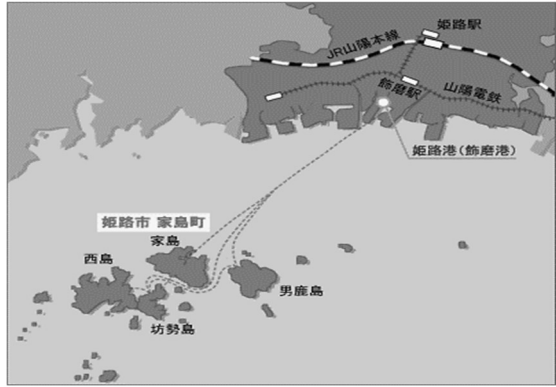 姫路駅
JR山陽本線
飾磨駅
山陽電鉄
姫路港(飾磨港)
姫路市 家島町
家島
西島
男鹿島
坊勢島